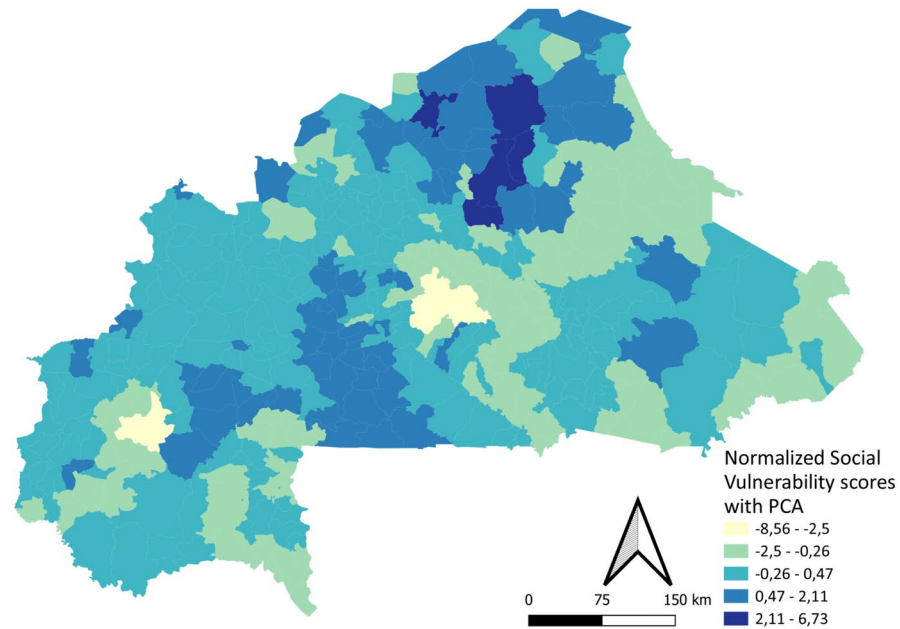 Normalized Social
Vulnerability scores
with PCA
-8,56 - -2,5
-2,5 - -0,26
-0,26 - 0,47
0,47 - 2,11
2,11 - 6,73
0 75 150 km